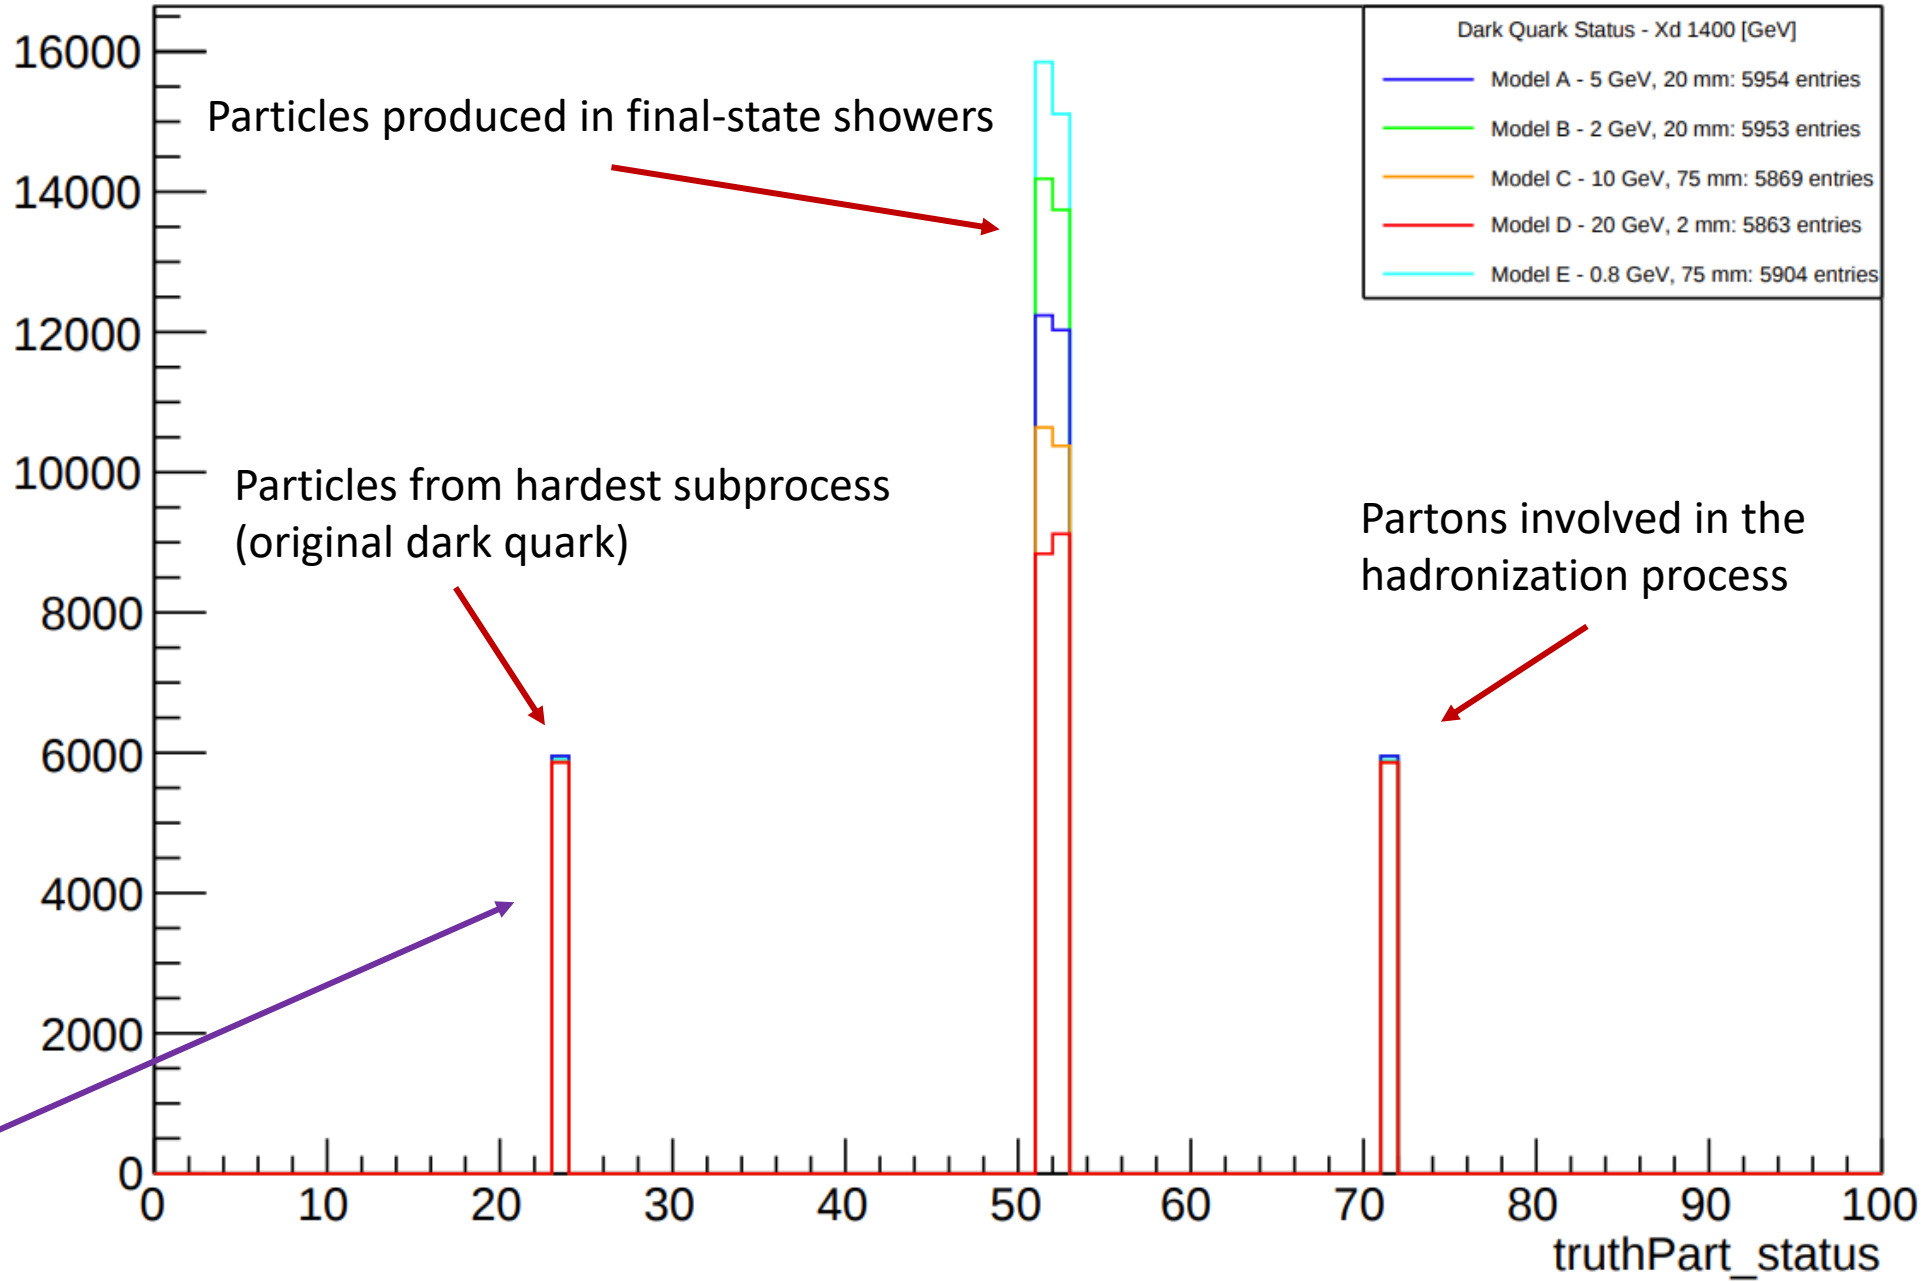 Dark Quark Status - Xd 1400 [GeV]
Model A - 5 GeV, 20 mm: 5954 entries
Model B - 2 GeV, 20 mm: 5953 entries
Model C - 10 GeV, 75 mm: 5869 entries
Model D - 20 GeV, 2 mm: 5863 entries
Model E - 0.8 GeV, 75 mm: 5904 entries
Particles produced in final-state showers
Particles from hardest subprocess
(original dark quark)
Partons involved in the
hadronization process
16000
14000
12000
10000
8000
6000
4000
2000
0
0 10 20 30 40 50 60 70 80 90 100
truthPart_status